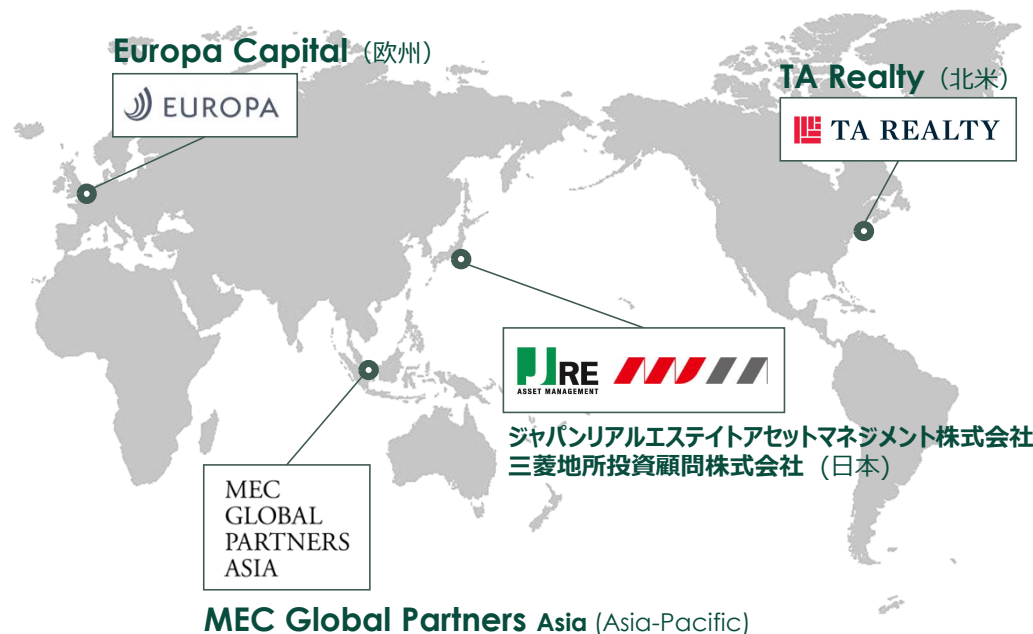 Europa Capital（欧州）
EUROPA
TA Realty（北米）
TA REALTY
JRE
ASSET MANAGEMENT
ジャパンリアルエステイトアセットマネジメント株式会社
三菱地所投資顧問株式会社 (日本)
MEC
GLOBAL
PARTNERS
ASIA
MEC Global Partners Asia (Asia-Pacific)